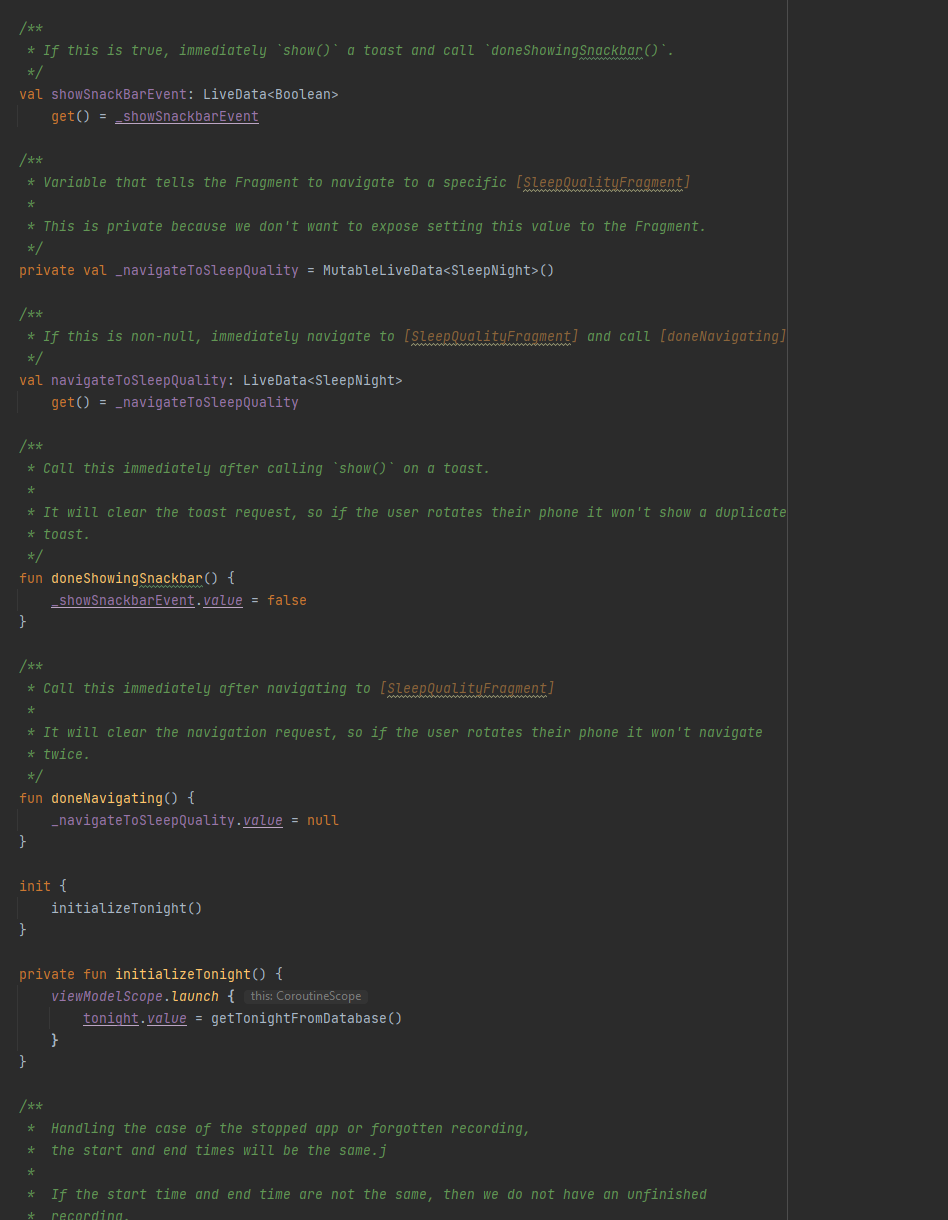 /**
 * If this is true, immediately `show()` a toast and call `doneShowingSnackbar()`.
 */
val showSnackBarEvent: LiveData<Boolean>
    get() = _showSnackbarEvent
/**
 * Variable that tells the Fragment to navigate to a specific [SleepQualityFragment]
 *
 * This is private because we don't want to expose setting this value to the Fragment.
 */
private val _navigateToSleepQuality = MutableLiveData<SleepNight>()
/**
 * If this is non-null, immediately navigate to [SleepQualityFragment] and call [doneNavigating]
 */
val navigateToSleepQuality: LiveData<SleepNight>
    get() = _navigateToSleepQuality
/**
 * Call this immediately after calling `show()` on a toast.
 *
 * It will clear the toast request, so if the user rotates their phone it won't show a duplicate
 * toast.
 */
fun doneShowingSnackbar() {
    _showSnackbarEvent.value = false
}
/**
 * Call this immediately after navigating to [SleepQualityFragment]
 *
 * It will clear the navigation request, so if the user rotates their phone it won't navigate
 * twice.
 */
fun doneNavigating() {
    _navigateToSleepQuality.value = null
}
init {
    initializeTonight()
}
private fun initializeTonight() {
    viewModelScope.launch { this: CoroutineScope
        tonight.value = getTonightFromDatabase()
    }
}
/**
 *  Handling the case of the stopped app or forgotten recording,
 *  the start and end times will be the same.j
 *
 *  If the start time and end time are not the same, then we do not have an unfinished
 *  recording.